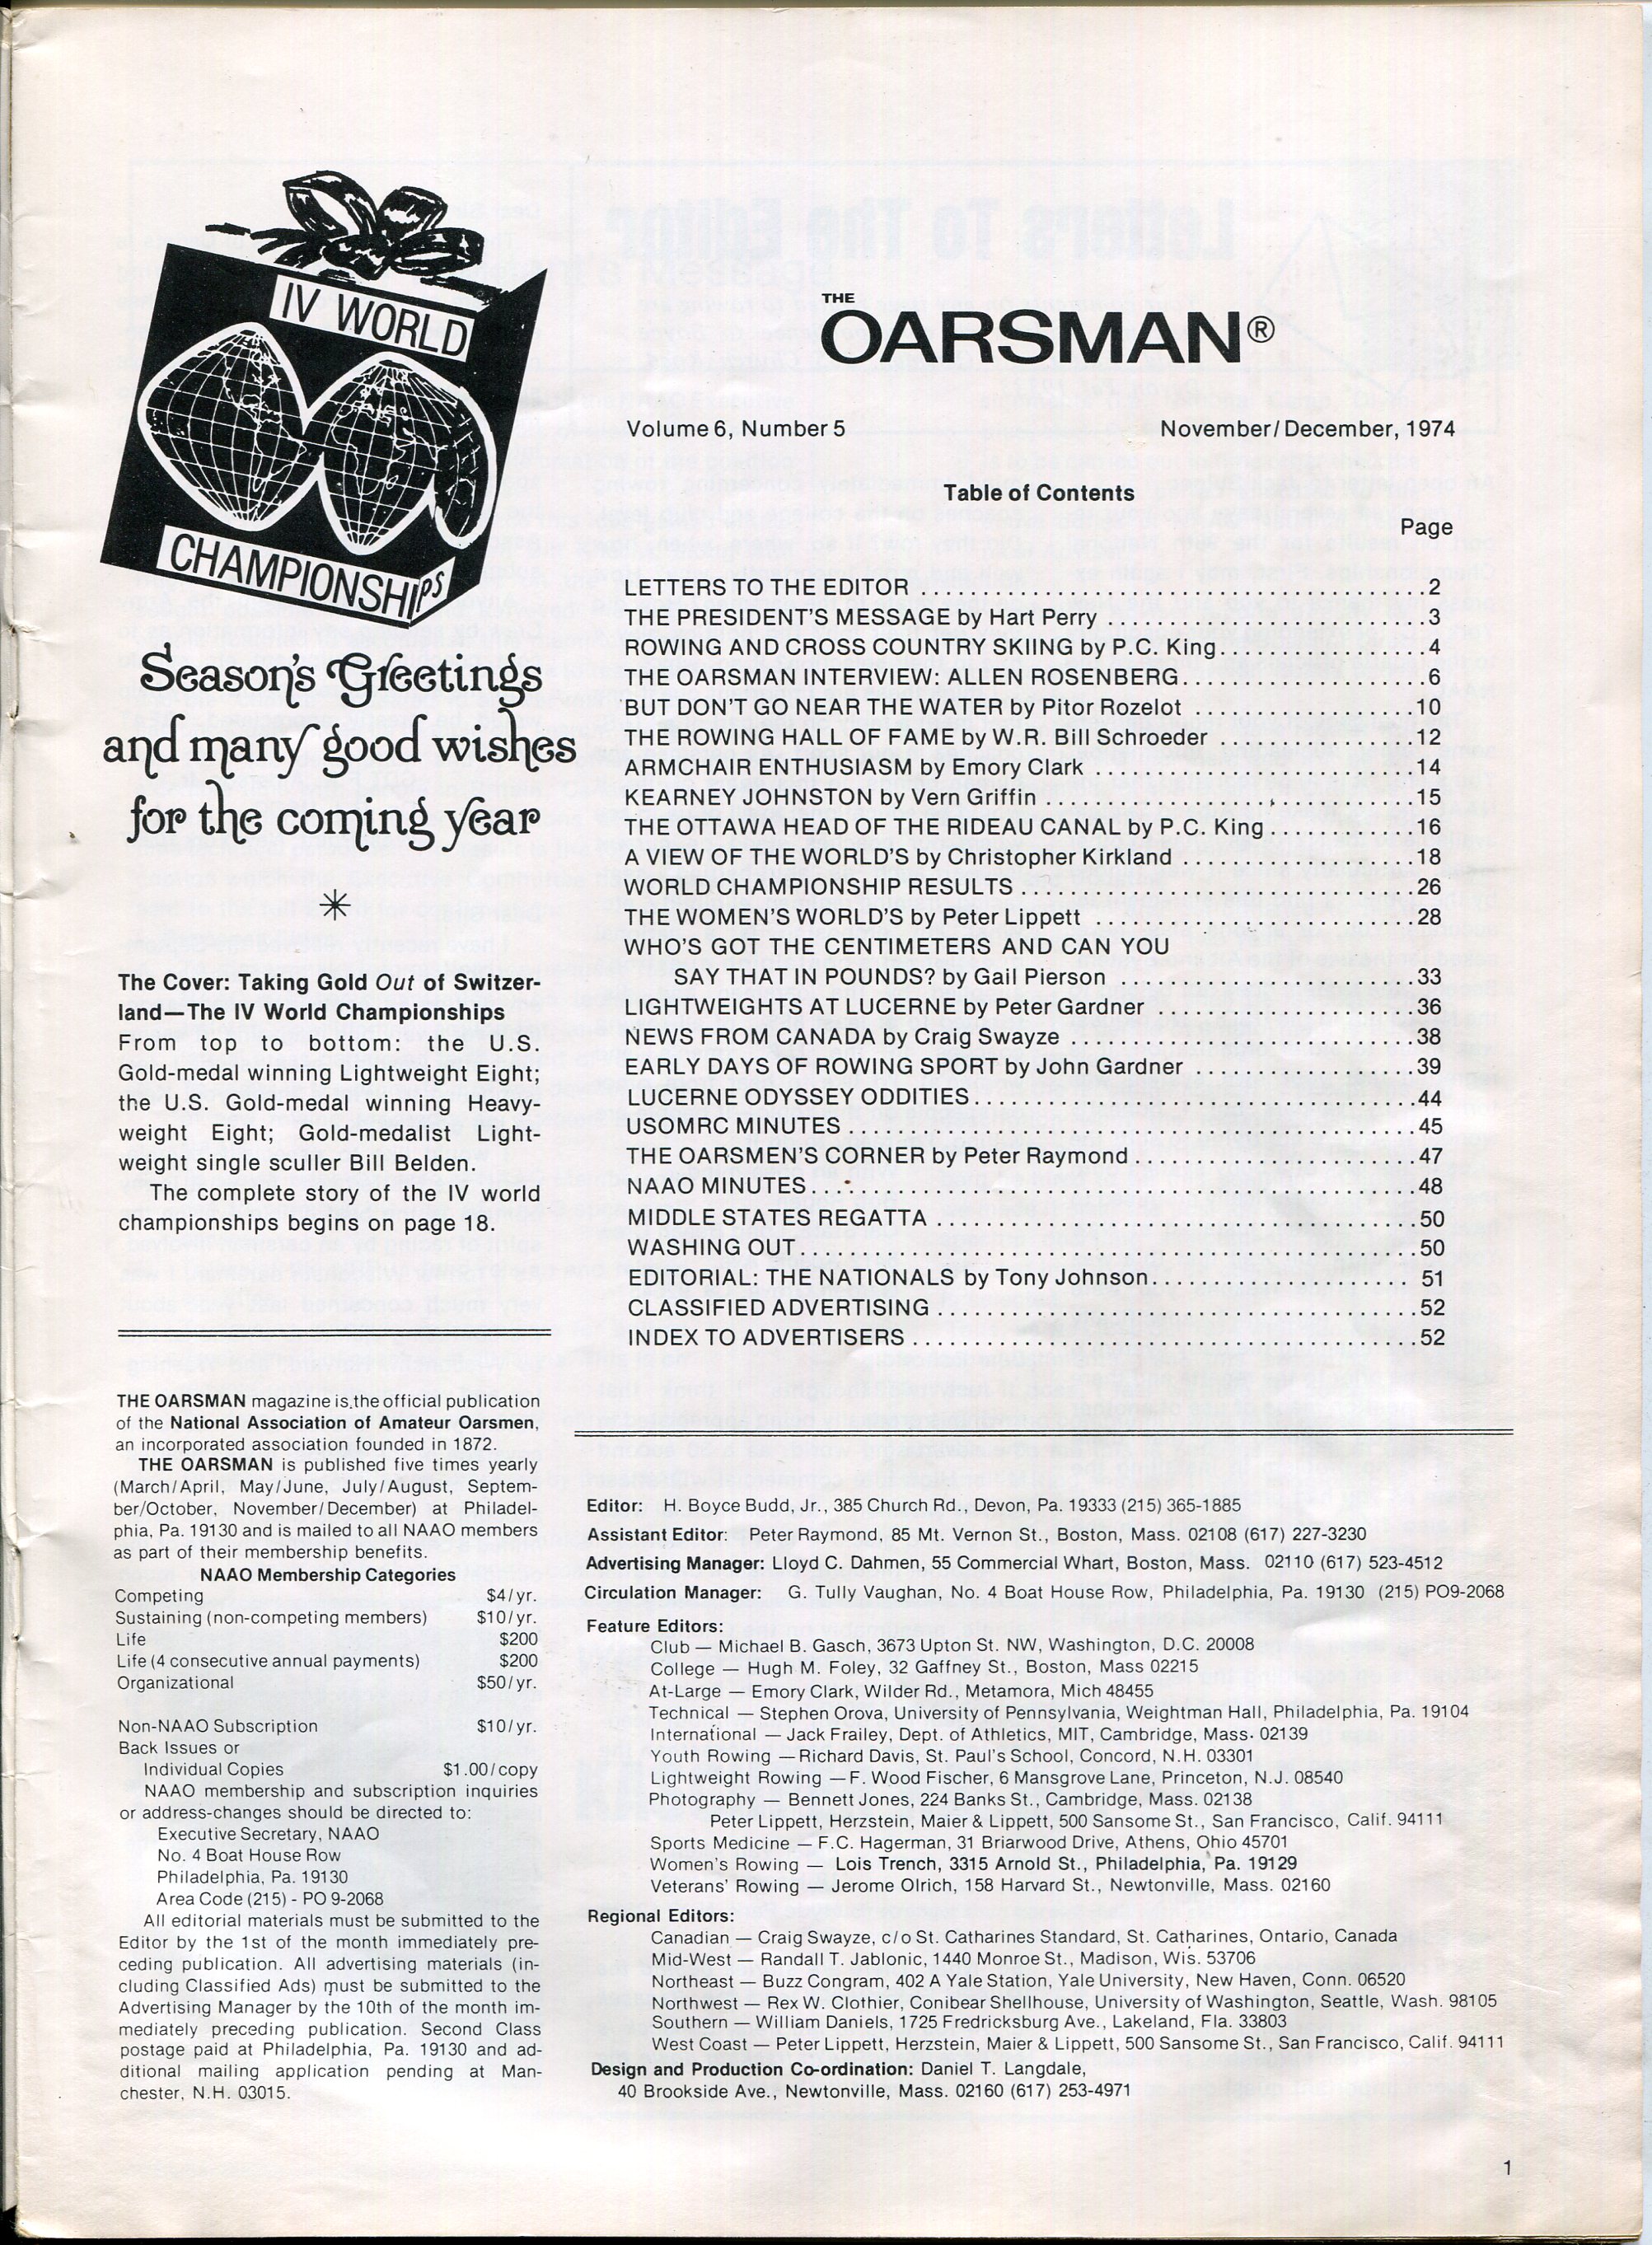 IV WORLD
CHAMPIONSHIPS
Season's Greetings
and many good wishes
for the coming year
The Cover: Taking Gold Out of Switzer-
land—The IV World Championships
From top to bottom: the U.S.
Gold-medal winning Lightweight Eight;
the U.S. Gold-medal winning Heavy-
weight Eight; Gold-medalist Light-
weight single sculler Bill Belden.
The complete story of the IV world
championships begins on page 18.
THE OARSMAN magazine is the official publication
of the National Association of Amateur Oarsmen,
an incorporated association founded in 1872.
THE OARSMAN is published five times yearly
(March/April, May/June, July/August, Septem-
ber/October, November/December) at Philadel-
phia, Pa. 19130 and is mailed to all NAAO members
as part of their membership benefits.
NAAO Membership Categories
Competing $4/yr.
Sustaining (non-competing members) $10/yr.
Life $200
Life (4 consecutive annual payments) $200
Organizational $50/yr.
Non-NAAO Subscription $10/yr.
Back Issues or
Individual Copies $1.00/copy
NAAO membership and subscription inquiries
or address-changes should be directed to:
Executive Secretary, NAAO
No. 4 Boat House Row
Philadelphia, Pa. 19130
Area Code (215) - PO 9-2068
All editorial materials must be submitted to the
Editor by the 1st of the month immediately pre-
ceding publication. All advertising materials (in-
cluding Classified Ads) must be submitted to the
Advertising Manager by the 10th of the month im-
mediately preceding publication. Second Class
postage paid at Philadelphia, Pa. 19130 and ad-
ditional mailing application pending at Man-
chester, N.H. 03015.
THE
OARSMAN®
Volume 6, Number 5 November/December, 1974
Table of Contents
Page
LETTERS TO THE EDITOR ........................................2
THE PRESIDENT'S MESSAGE by Hart Perry ........................3
ROWING AND CROSS COUNTRY SKIING by P.C. King................4
THE OARSMAN INTERVIEW: ALLEN ROSENBERG...................6
BUT DON'T GO NEAR THE WATER by Pitor Rozelot ................10
THE ROWING HALL OF FAME by W.R. Bill Schroeder ..............12
ARMCHAIR ENTHUSIASM by Emory Clark ........................14
KEARNEY JOHNSTON by Vern Griffin ...........................15
THE OTTAWA HEAD OF THE RIDEAU CANAL by P.C. King...........16
A VIEW OF THE WORLD'S by Christopher Kirkland .................18
WORLD CHAMPIONSHIP RESULTS ..............................26
THE WOMEN'S WORLD'S by Peter Lippett ........................28
WHO'S GOT THE CENTIMETERS AND CAN YOU
SAY THAT IN POUNDS? by Gail Pierson ......................33
LIGHTWEIGHTS AT LUCERNE by Peter Gardner ...................36
NEWS FROM CANADA by Craig Swayze ..........................38
EARLY DAYS OF ROWING SPORT by John Gardner ................39
LUCERNE ODYSSEY ODDITIES..................................44
USOMRC MINUTES ............................................45
THE OARSMEN'S CORNER by Peter Raymond.....................47
NAAO MINUTES...............................................48
MIDDLE STATES REGATTA .....................................50
WASHING OUT................................................50
EDITORIAL: THE NATIONALS by Tony Johnson.................... 51
CLASSIFIED ADVERTISING .....................................52
INDEX TO ADVERTISERS .......................................52
Editor: H. Boyce Budd, Jr., 385 Church Rd., Devon, Pa. 19333 (215) 365-1885
Assistant Editor: Peter Raymond, 85 Mt. Vernon St., Boston, Mass. 02108 (617) 227-3230
Advertising Manager: Lloyd C. Dahmen, 55 Commercial Whart, Boston, Mass. 02110 (617) 523-4512
Circulation Manager: G. Tully Vaughan, No. 4 Boat House Row, Philadelphia, Pa. 19130 (215) PO9-2068
Feature Editors:
Club — Michael B. Gasch, 3673 Upton St. NW, Washington, D.C. 20008
College — Hugh M. Foley, 32 Gaffney St., Boston, Mass 02215
At-Large — Emory Clark, Wilder Rd., Metamora, Mich 48455
Technical — Stephen Orova, University of Pennsylvania, Weightman Hall, Philadelphia, Pa. 19104
International — Jack Frailey, Dept. of Athletics, MIT, Cambridge, Mass. 02139
Youth Rowing — Richard Davis, St. Paul's School, Concord, N.H. 03301
Lightweight Rowing — F. Wood Fischer, 6 Mansgrove Lane, Princeton, N.J. 08540
Photography — Bennett Jones, 224 Banks St., Cambridge, Mass. 02138
Peter Lippett, Herzstein, Maier & Lippett, 500 Sansome St., San Francisco, Calif. 94111
Sports Medicine — F.C. Hagerman, 31 Briarwood Drive, Athens, Ohio 45701
Women's Rowing — Lois Trench, 3315 Arnold St., Philadelphia, Pa. 19129
Veterans' Rowing — Jerome Olrich, 158 Harvard St., Newtonville, Mass. 02160
Regional Editors:
Canadian — Craig Swayze, c/o St. Catharines Standard, St. Catharines, Ontario, Canada
Mid-West — Randall T. Jablonic, 1440 Monroe St., Madison, Wis. 53706
Northeast — Buzz Congram, 402 A Yale Station, Yale University, New Haven, Conn. 06520
Northwest — Rex W. Clothier, Conibear Shellhouse, University of Washington, Seattle, Wash. 98105
Southern — William Daniels, 1725 Fredricksburg Ave., Lakeland, Fla. 33803
West Coast — Peter Lippett, Herzstein, Maier & Lippett, 500 Sansome St., San Francisco, Calif. 94111
Design and Production Co-ordination: Daniel T. Langdale,
40 Brookside Ave., Newtonville, Mass. 02160 (617) 253-4971
1